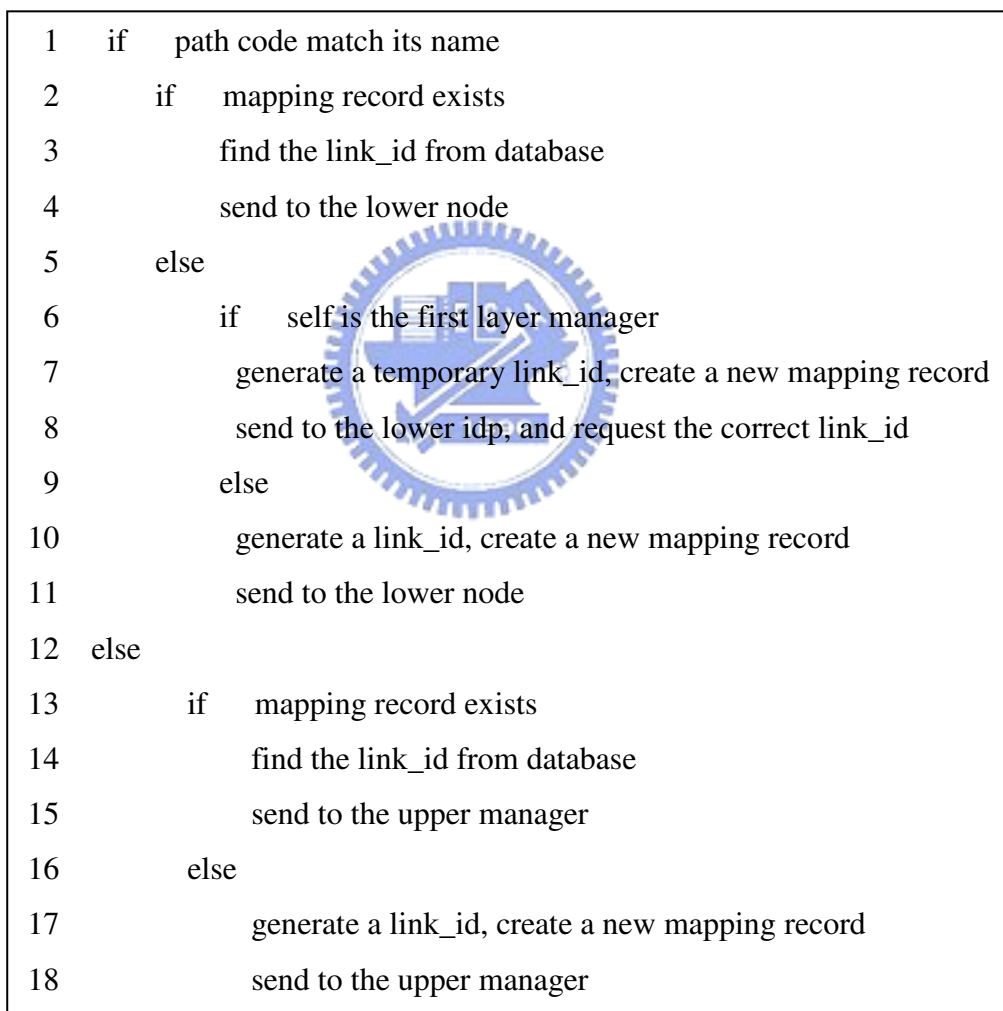 1 if path code match its name
2 if mapping record exists
3 find the link_id from database
4 send to the lower node
5 else
6 if self is the first layer manager
7 generate a temporary link_id, create a new mapping record
8 send to the lower idp, and request the correct link_id
9 else
10 generate a link_id, create a new mapping record
11 send to the lower node
12 else
13 if mapping record exists
14 find the link_id from database
15 send to the upper manager
16 else
17 generate a link_id, create a new mapping record
18 send to the upper manager